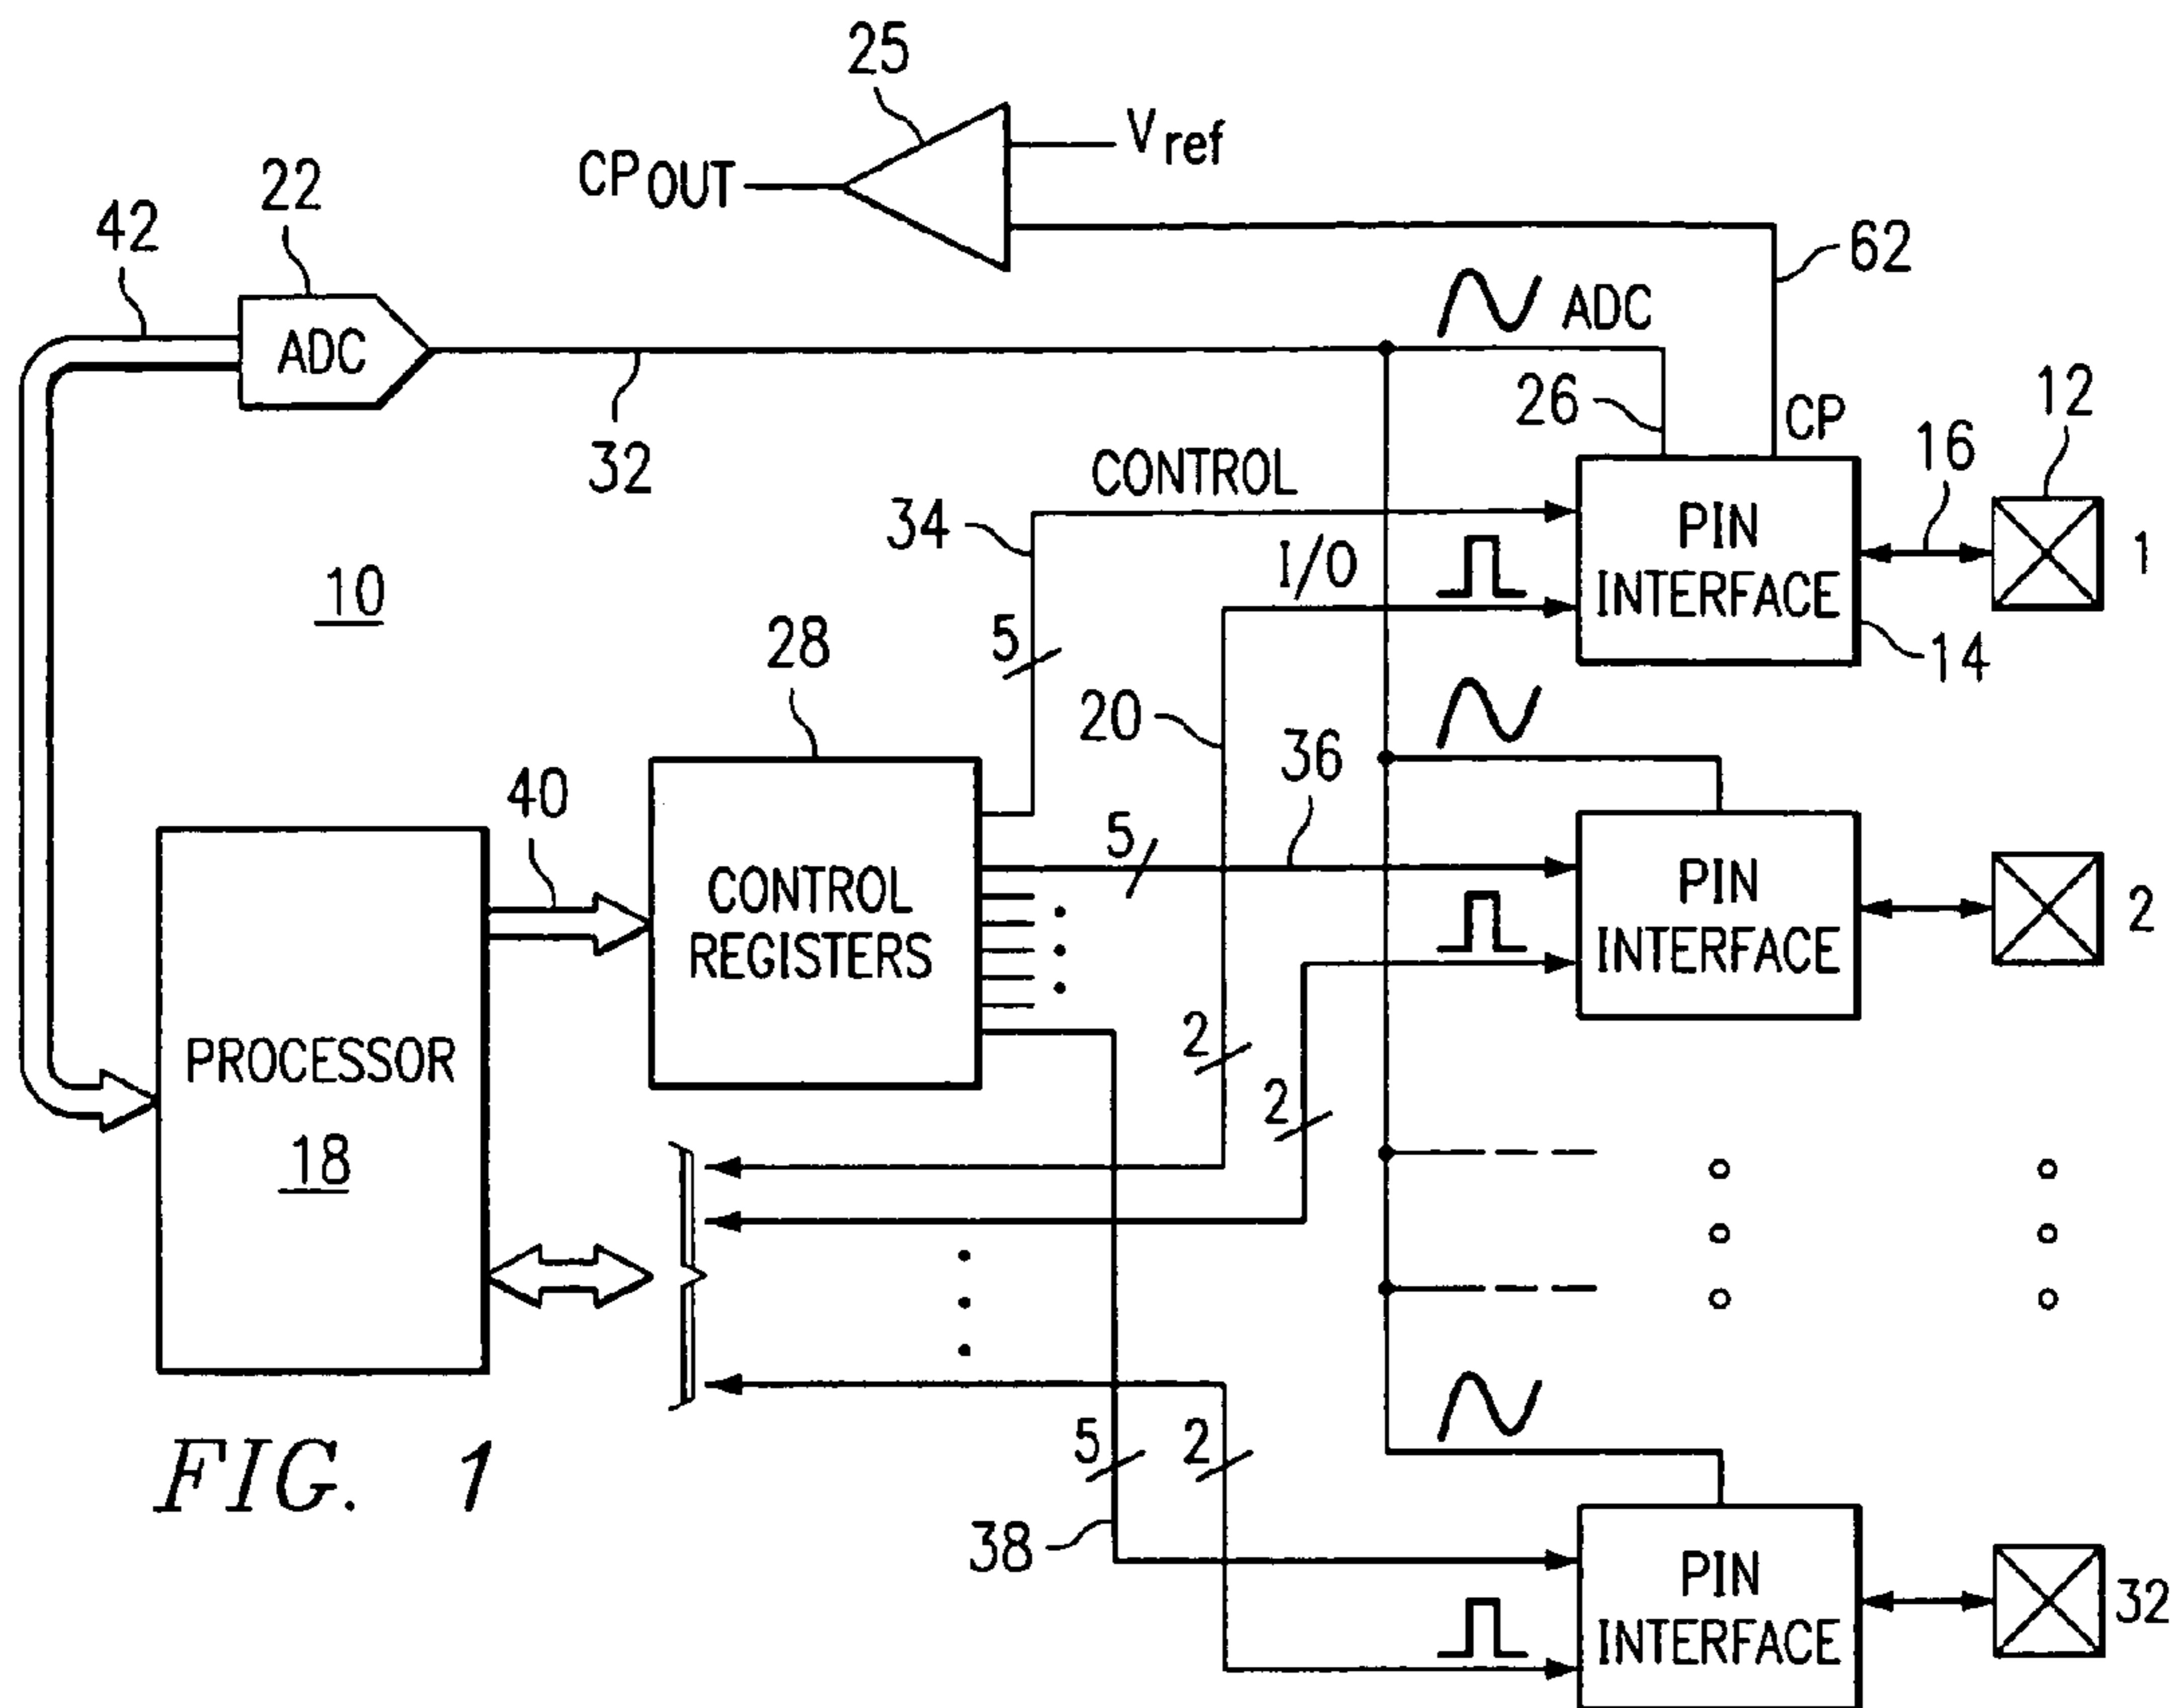 25
Vref
CPOUT
22
42
62
ADC
ADC
26
CP
12
16
32
CONTROL
34
PIN
INTERFACE
1
I/O
10
5
28
14
20
36
40
5
CONTROL
REGISTERS
PIN
INTERFACE
2
PROCESSOR
18
2
2
5
2
38
FIG. 1
PIN
INTERFACE
32